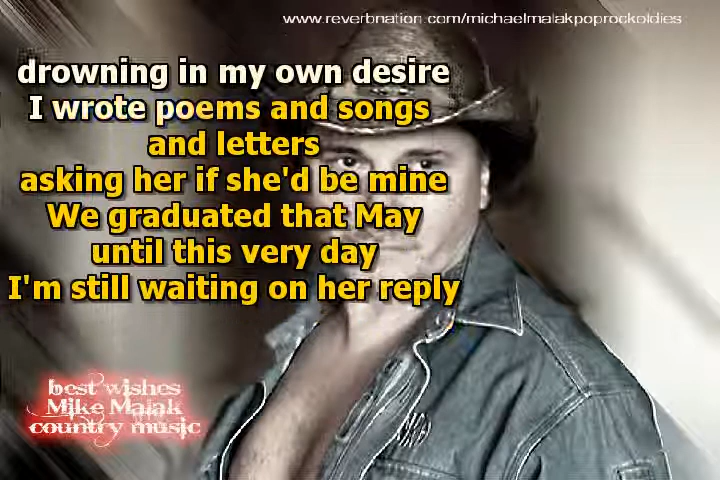 www.reverbnation.com/michaelmalakpoprockoldies
drowning in my own desire
I wrote poems and songs
and letters
asking her if she'd be mine
We graduated that May
until this very day
I'm still waiting on her reply
best wishes
Mike Malak
country music